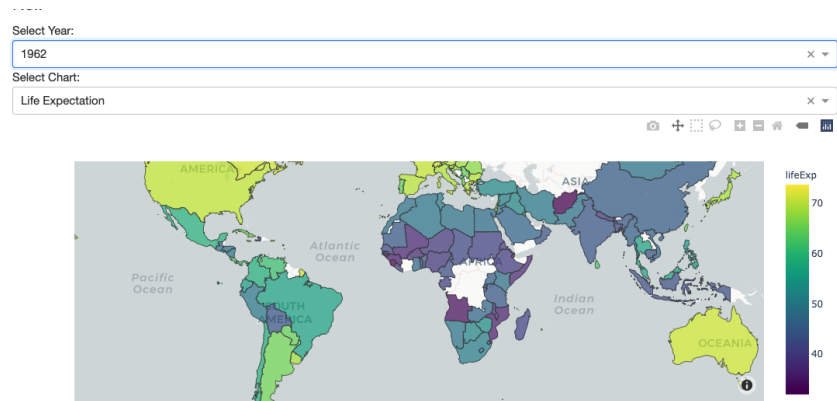 Select Year:
1962
Select Chart:
Life Expectation
AMERICA
ASIA
lifeExp
70
Atlantic
Ocean
60
AFRICA
Pacific
Ocean
Indian
Ocean
50
SOUTH
AMERICA
OCEANIA
40